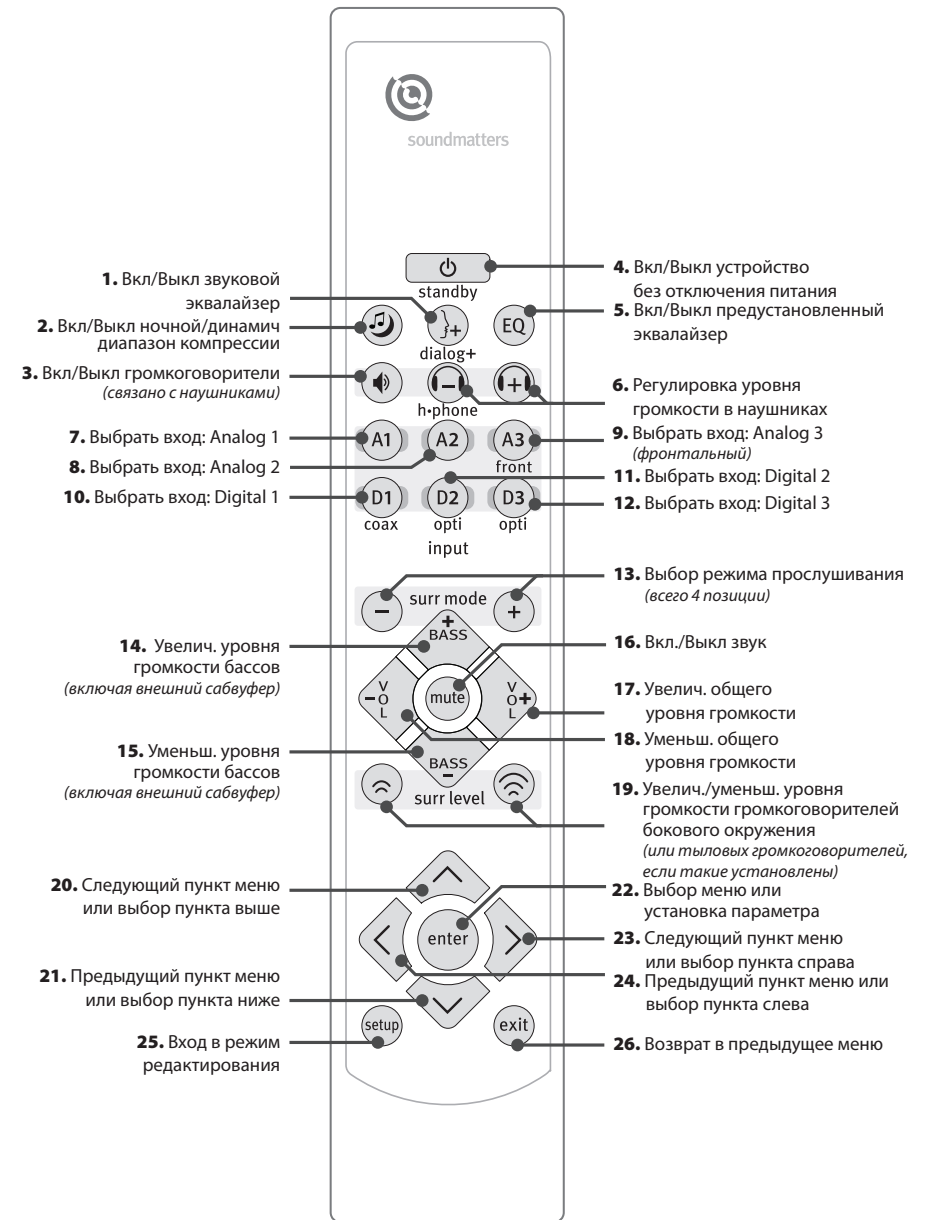 soundmatters
1. Вкл/Выкл звуковой
эквалайзер
2. Вкл/Выкл ночной/динамич
диапазон компрессии
3. Вкл/Выкл громкоговорители
(связано с наушниками)
4. Вкл/Выкл устройство
без отключения питания
5. Вкл/Выкл предустановленный
эквалайзер
6. Регулировка уровня
громкости в наушниках
7. Выбрать вход: Analog 1
8. Выбрать вход: Analog 2
9. Выбрать вход: Analog 3
(фронтальный)
10. Выбрать вход: Digital 1
11. Выбрать вход: Digital 2
12. Выбрать вход: Digital 3
13. Выбор режима прослушивания
(всего 4 позиции)
14. Увелич. уровня
громкости бассов
(включая внешний сабвуфер)
15. Уменьш. уровня
громкости бассов
(включая внешний сабвуфер)
16. Вкл./Выкл звук
17. Увелич. общего
уровня громкости
18. Уменьш. общего
уровня громкости
19. Увелич./уменьш. уровня
громкости громкоговорителей
бокового окружения
(или тыловых громкоговорителей,
если такие установлены)
20. Следующий пункт меню
или выбор пункта выше
21. Предыдущий пункт меню
или выбор пункта ниже
22. Выбор меню или
установка параметра
23. Следующий пункт меню
или выбор пункта справа
24. Предыдущий пункт меню или
выбор пункта слева
25. Вход в режим
редактирования
26. Возврат в предыдущее меню
standby
}+ EQ
dialog+
– +
h•phone
A1 A2 A3
front
D1 D2 D3
coax opti opti
input
– surr mode +
+
BASS
– VOL mute VOL +
BASS
–
surr level
enter
setup exit